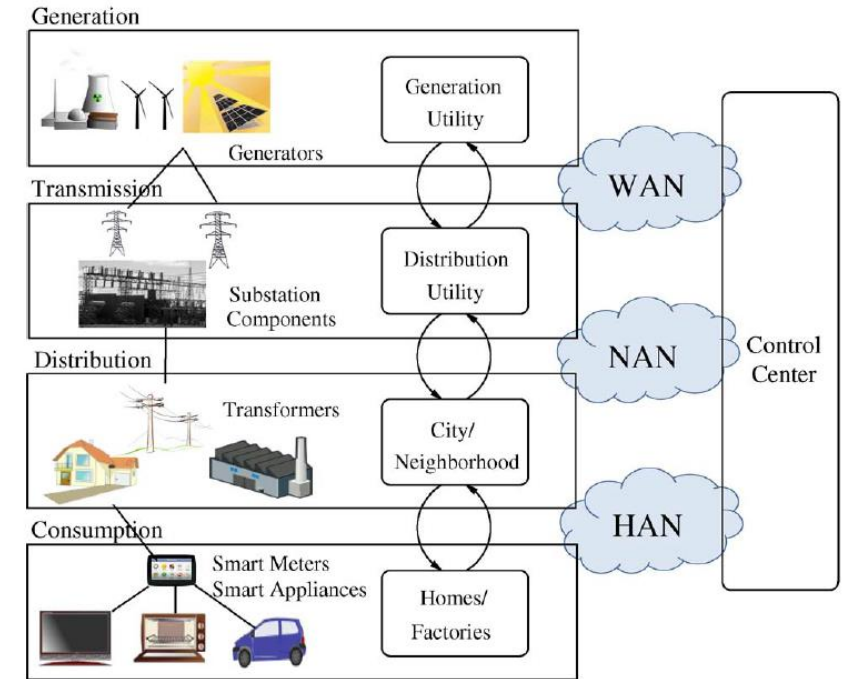 Generation
Generation
Utility
Generators
WAN
Transmission
Distribution
Utility
Substation
Components
NAN
Control
Center
Distribution
Transformers
City/
Neighborhood
HAN
Consumption
Smart Meters
Smart Appliances
Homes/
Factories